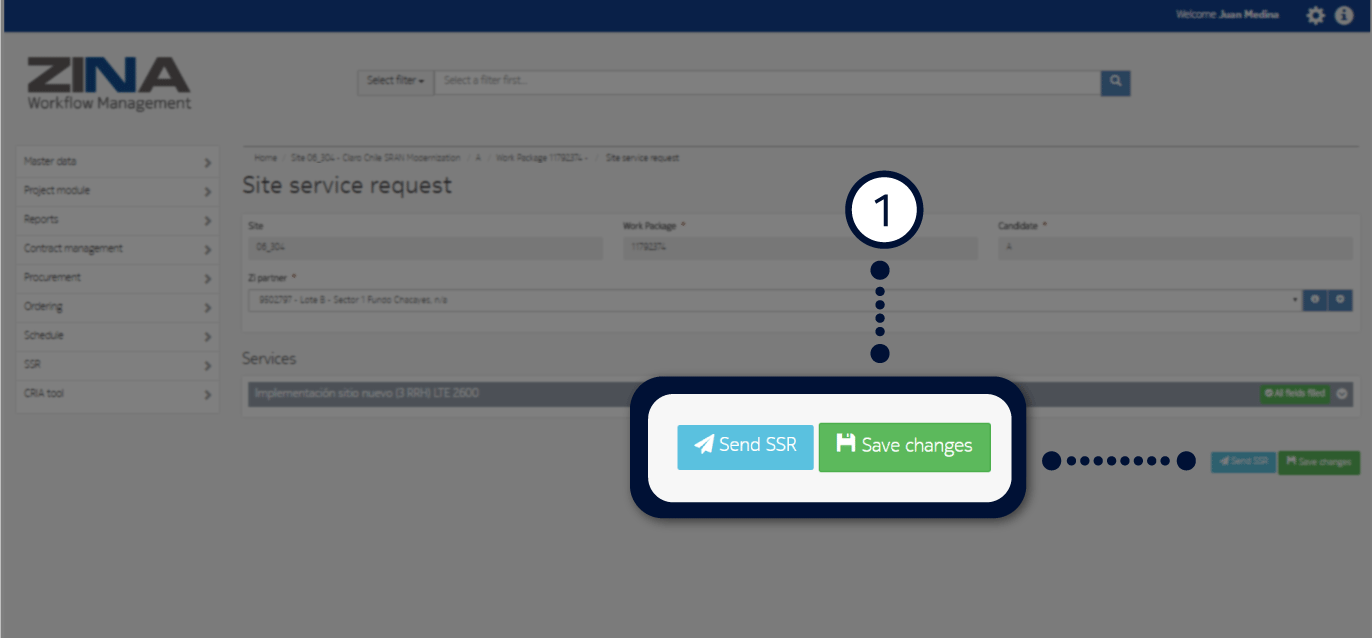 Welcome Juan Medina
ZINA
Workflow Management
Select filter
Select a filter first...
Master data
Project module
Reports
Contract management
Procurement
Ordering
Schedule
SSR
CRIA tool
Home / Site 08_304 - Claro Chile SRAN Modernization / A / Work Package 11792374 - / Site service request
Site service request
Site
Work Package *
Candidate *
08_304
11792374
A
Zi partner *
9502797 - Lote B - Sector 1 Fundo Chacaves, n/a
Services
Implementación sitio nuevo (3 RRH) LTE 2600
All fields filled
1
Send SSR
Save changes
Send SSR
Save changes